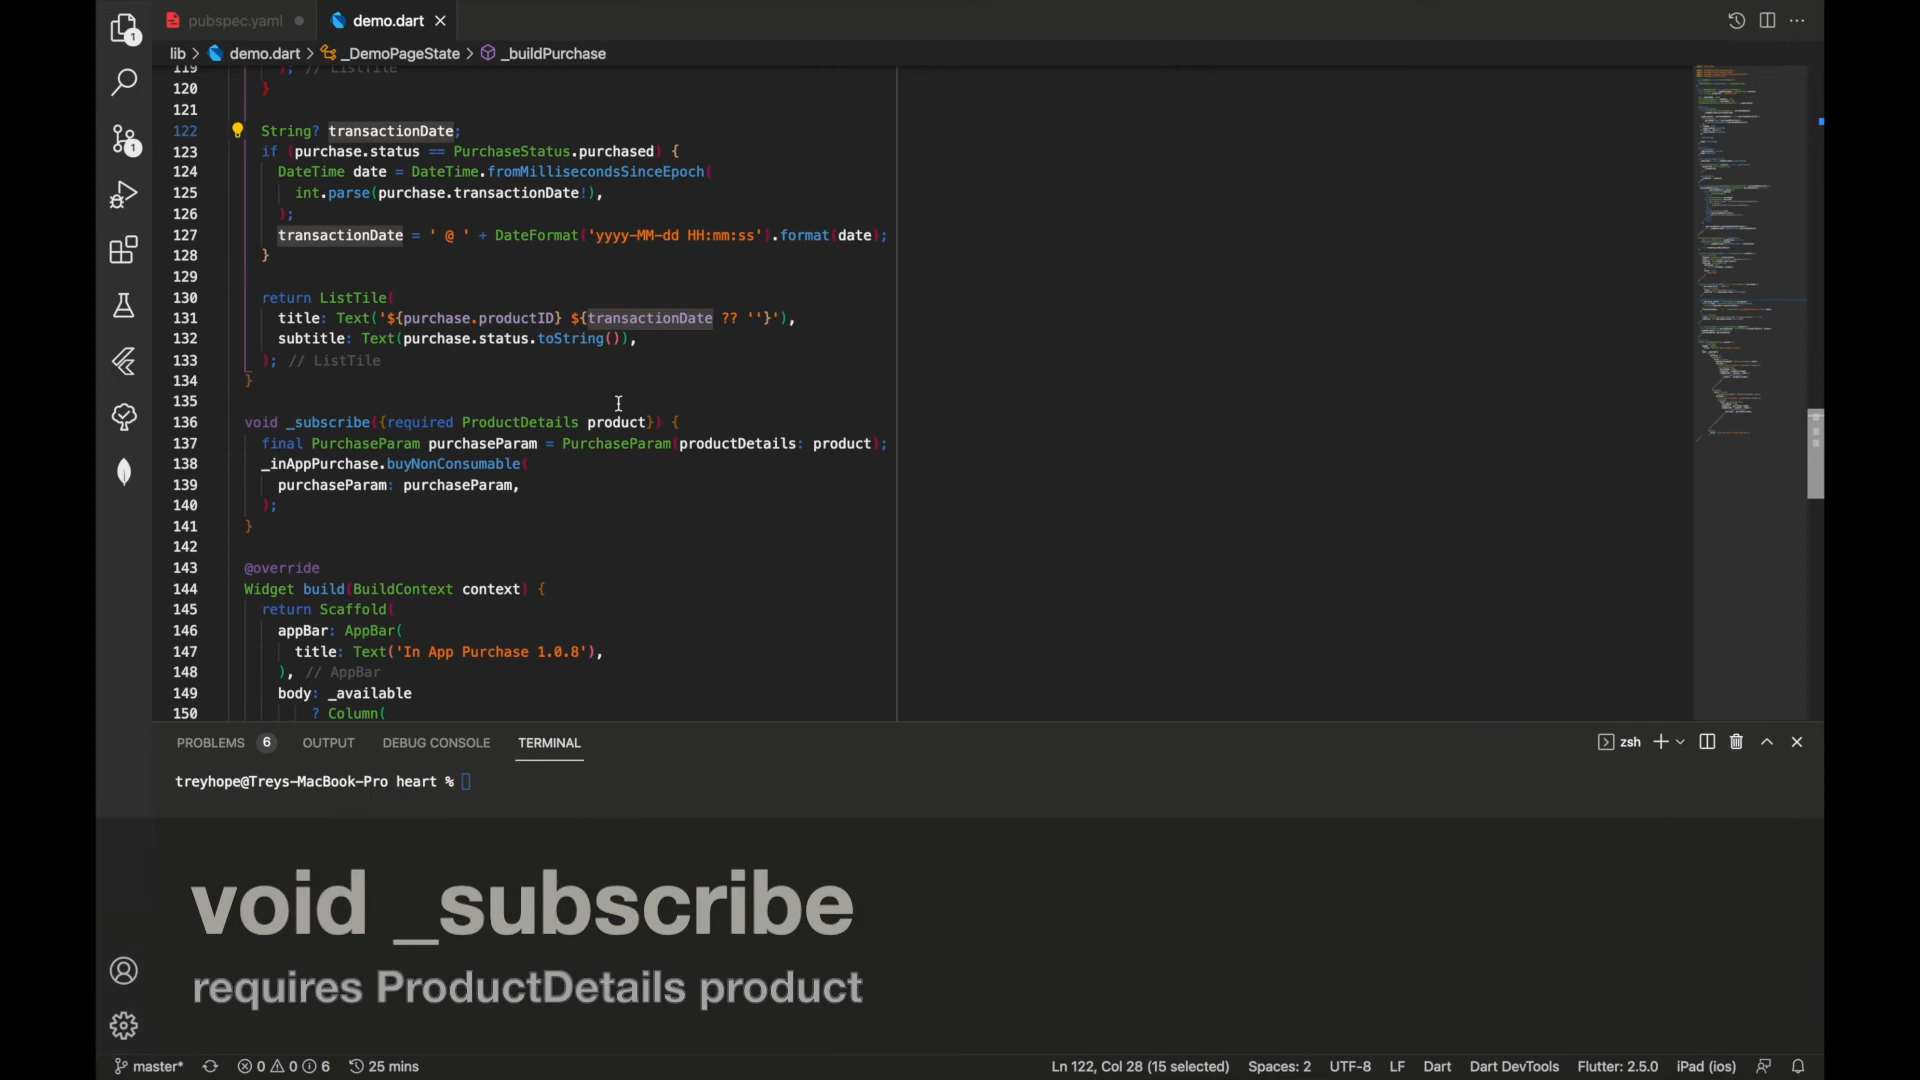 pubspec.yaml
demo.dart
lib > demo.dart > _DemoPageState > _buildPurchase
119 ); // ListTile
120 }
121
122 String? transactionDate;
123 if (purchase.status == PurchaseStatus.purchased) {
124 DateTime date = DateTime.fromMillisecondsSinceEpoch(
125 int.parse(purchase.transactionDate!),
126 );
127 transactionDate = ' @ ' + DateFormat('yyyy-MM-dd HH:mm:ss').format(date);
128 }
129
130 return ListTile(
131 title: Text('${purchase.productID} ${transactionDate ?? ''}'),
132 subtitle: Text(purchase.status.toString()),
133 ); // ListTile
134 }
135
136 void _subscribe({required ProductDetails product}) {
137 final PurchaseParam purchaseParam = PurchaseParam(productDetails: product);
138 _inAppPurchase.buyNonConsumable(
139 purchaseParam: purchaseParam,
140 );
141 }
142
143 @override
144 Widget build(BuildContext context) {
145 return Scaffold(
146 appBar: AppBar(
147 title: Text('In App Purchase 1.0.8'),
148 ), // AppBar
149 body: _available
150 ? Column(
1
1
PROBLEMS 6 OUTPUT DEBUG CONSOLE TERMINAL zsh
treyhope@Treys-MacBook-Pro heart %
void _subscribe
requires ProductDetails product
master* 0 0 6 25 mins Ln 122, Col 28 (15 selected) Spaces: 2 UTF-8 LF Dart Dart DevTools Flutter: 2.5.0 iPad (ios)